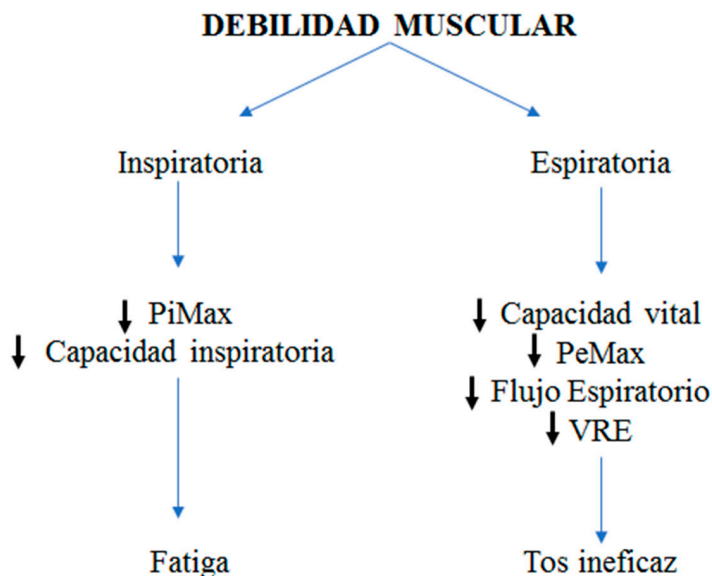 DEBILIDAD MUSCULAR
Inspiratoria
Espiratoria
PiMax
Capacidad inspiratoria
Capacidad vital
PeMax
Flujo Espiratorio
VRE
Fatiga
Tos ineficaz